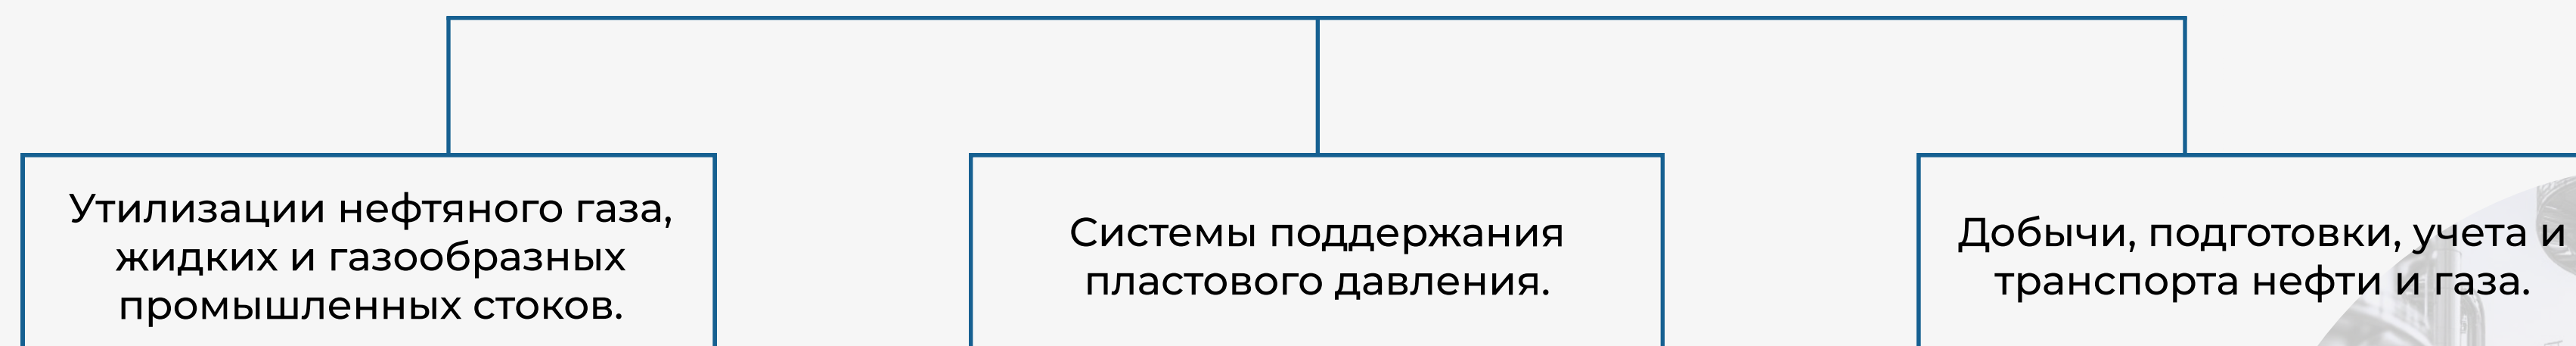 Утилизации нефтяного газа,
жидких и газообразных
промышленных стоков.
Системы поддержания
пластового давления.
Добычи, подготовки, учета и
транспорта нефти и газа.